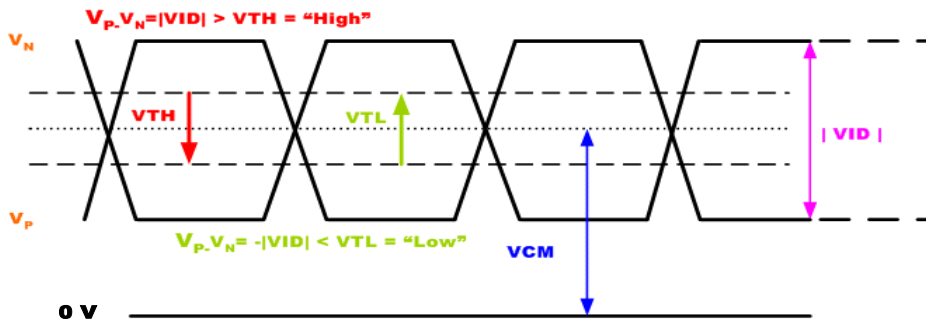 VP-VN=|VID| > VTH = “High”
VN
VTH
VTL
| VID |
VP
VP-VN= -|VID| < VTL = “Low”
VCM
0 V